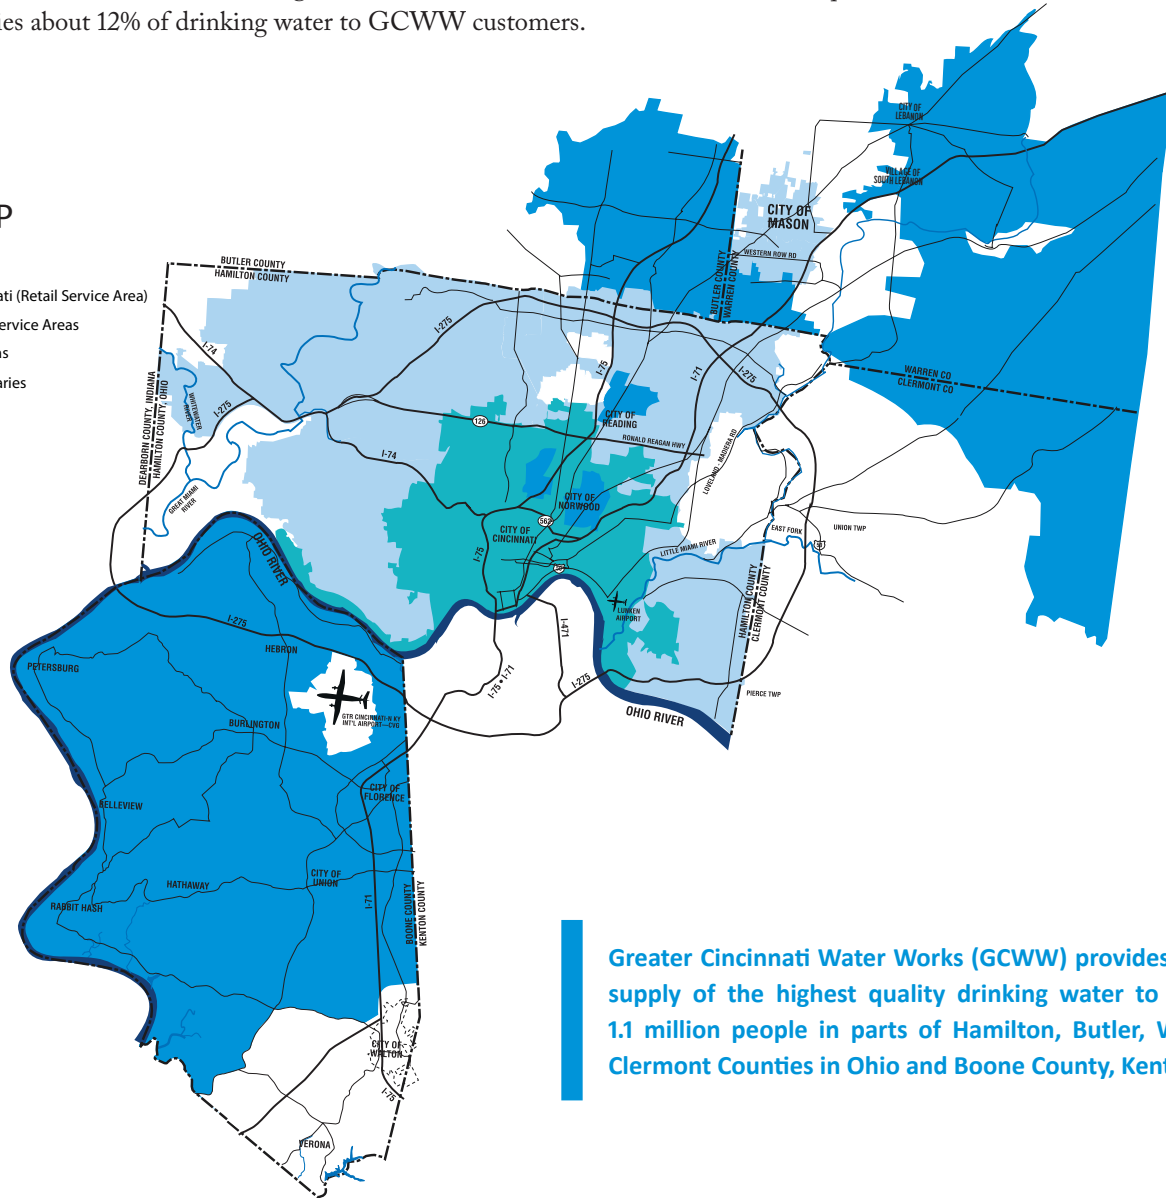 ies about 12% of drinking water to GCWW customers.
P
ati (Retail Service Area)
ervice Areas
as
aries
CITY OF
LEBANON
VILLAGE OF
SOUTH LEBANON
CITY OF
MASON
WESTERN ROW RD
BUTLER COUNTY
WARREN COUNTY
BUTLER COUNTY
HAMILTON COUNTY
I-275
I-74
I-75
I-71
I-275
WARREN CO
CLERMONT CO
DEARBORN COUNTY, INDIANA
HAMILTON COUNTY, OHIO
WHITEWATER
RIVER
I-275
126
CITY OF
READING
RONALD REAGAN HWY
LOVELAND - MADIERA RD
I-74
GREAT MIAMI
RIVER
CITY OF
NORWOOD
562
CITY OF
CINCINNATI
I-75
50
OHIO RIVER
EAST FORK
UNION TWP
50
LITTLE MIAMI RIVER
HAMILTON COUNTY
CLERMONT COUNTY
LUNKEN
AIRPORT
I-275
HEBRON
I-471
PETERSBURG
I-75 • I-71
I-275
PIERCE TWP
OHIO RIVER
BURLINGTON
GTR CINCINNATI-N KY
INT'L AIRPORT—CVG
BELLEVIEW
CITY OF
FLORENCE
HATHAWAY
CITY OF
UNION
RABBIT HASH
I-71
BOONE COUNTY
KENTON COUNTY
Greater Cincinnati Water Works (GCWW) provides
supply of the highest quality drinking water to
1.1 million people in parts of Hamilton, Butler, W
Clermont Counties in Ohio and Boone County, Kent
CITY OF
WALTON
I-75
VERONA